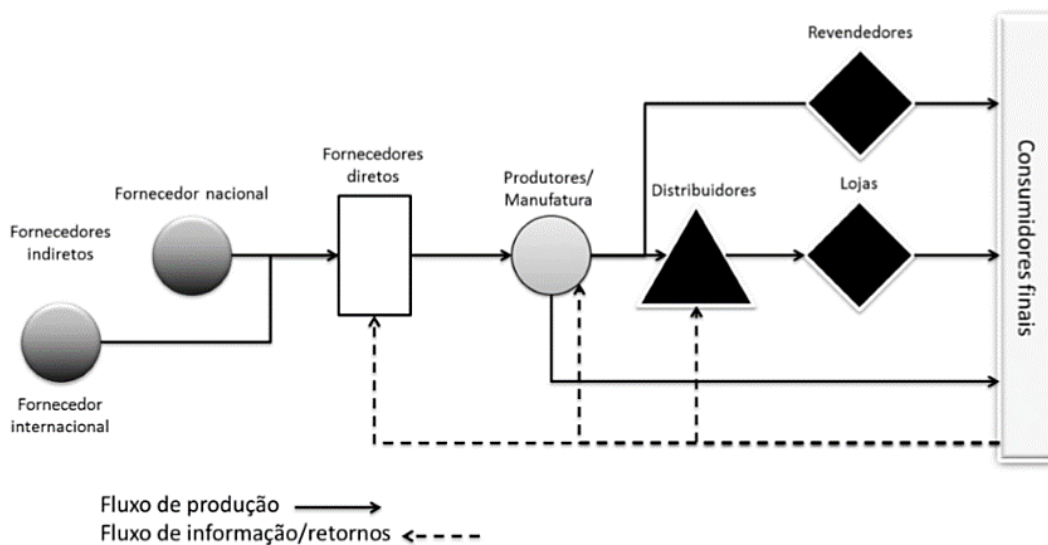 Revendedores
Fornecedores
diretos
Produtores/
Manufatura
Distribuidores
Lojas
Fornecedor nacional
Fornecedores
indiretos
Fornecedor
internacional
Consumidores finais
Fluxo de produção
Fluxo de informação/retornos